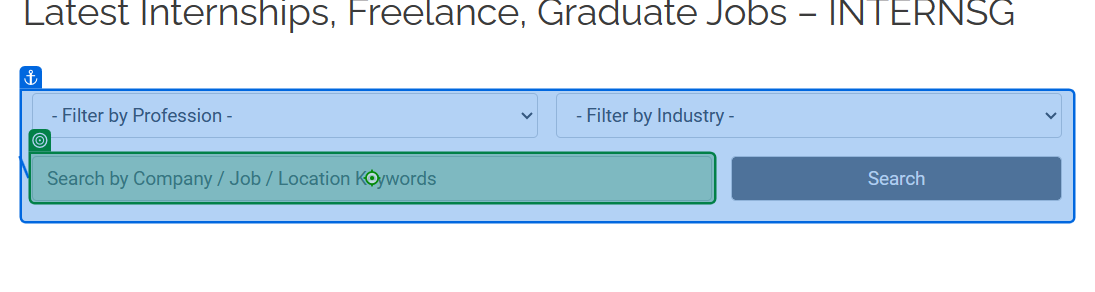 Latest Internships, Freelance, Graduate Jobs – INTERNSG
- Filter by Profession -
- Filter by Industry -
Search by Company / Job / Location Keywords
Search